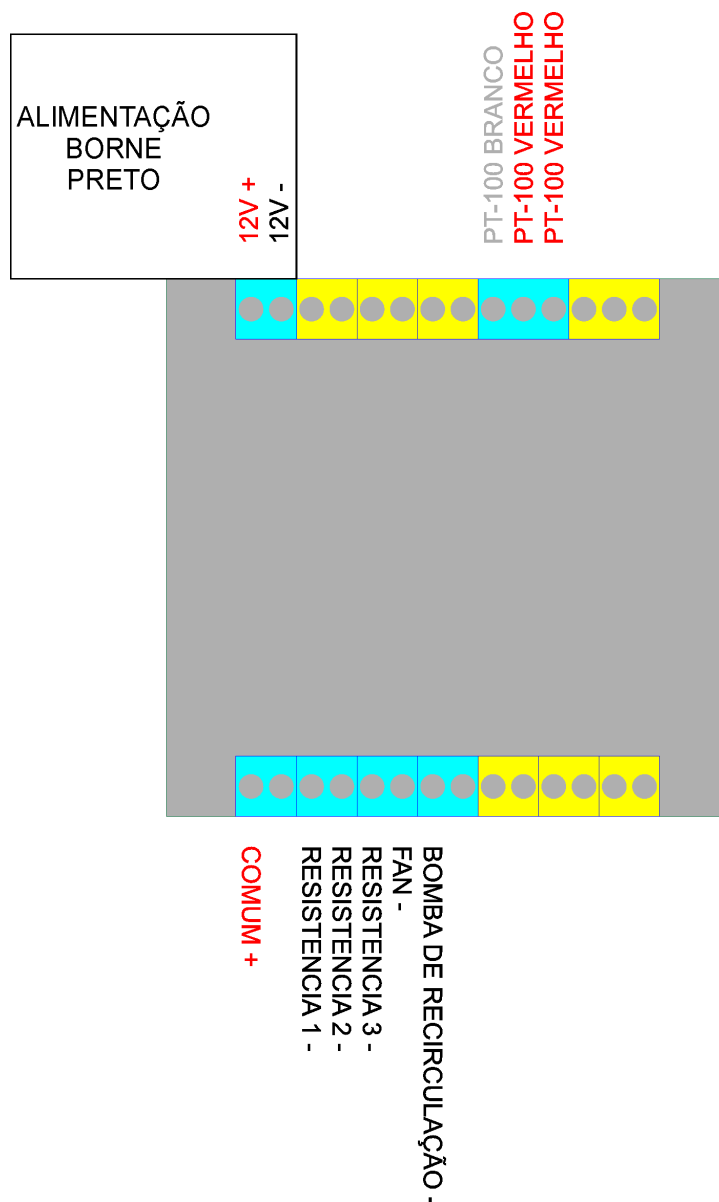 ALIMENTAÇÃO
BORNE
PRETO
12V +
12V -
PT-100 BRANCO
PT-100 VERMELHO
PT-100 VERMELHO
COMUM +
RESISTENCIA 1 -
RESISTENCIA 2 -
RESISTENCIA 3 -
FAN -
BOMBA DE RECIRCULAÇÃO -